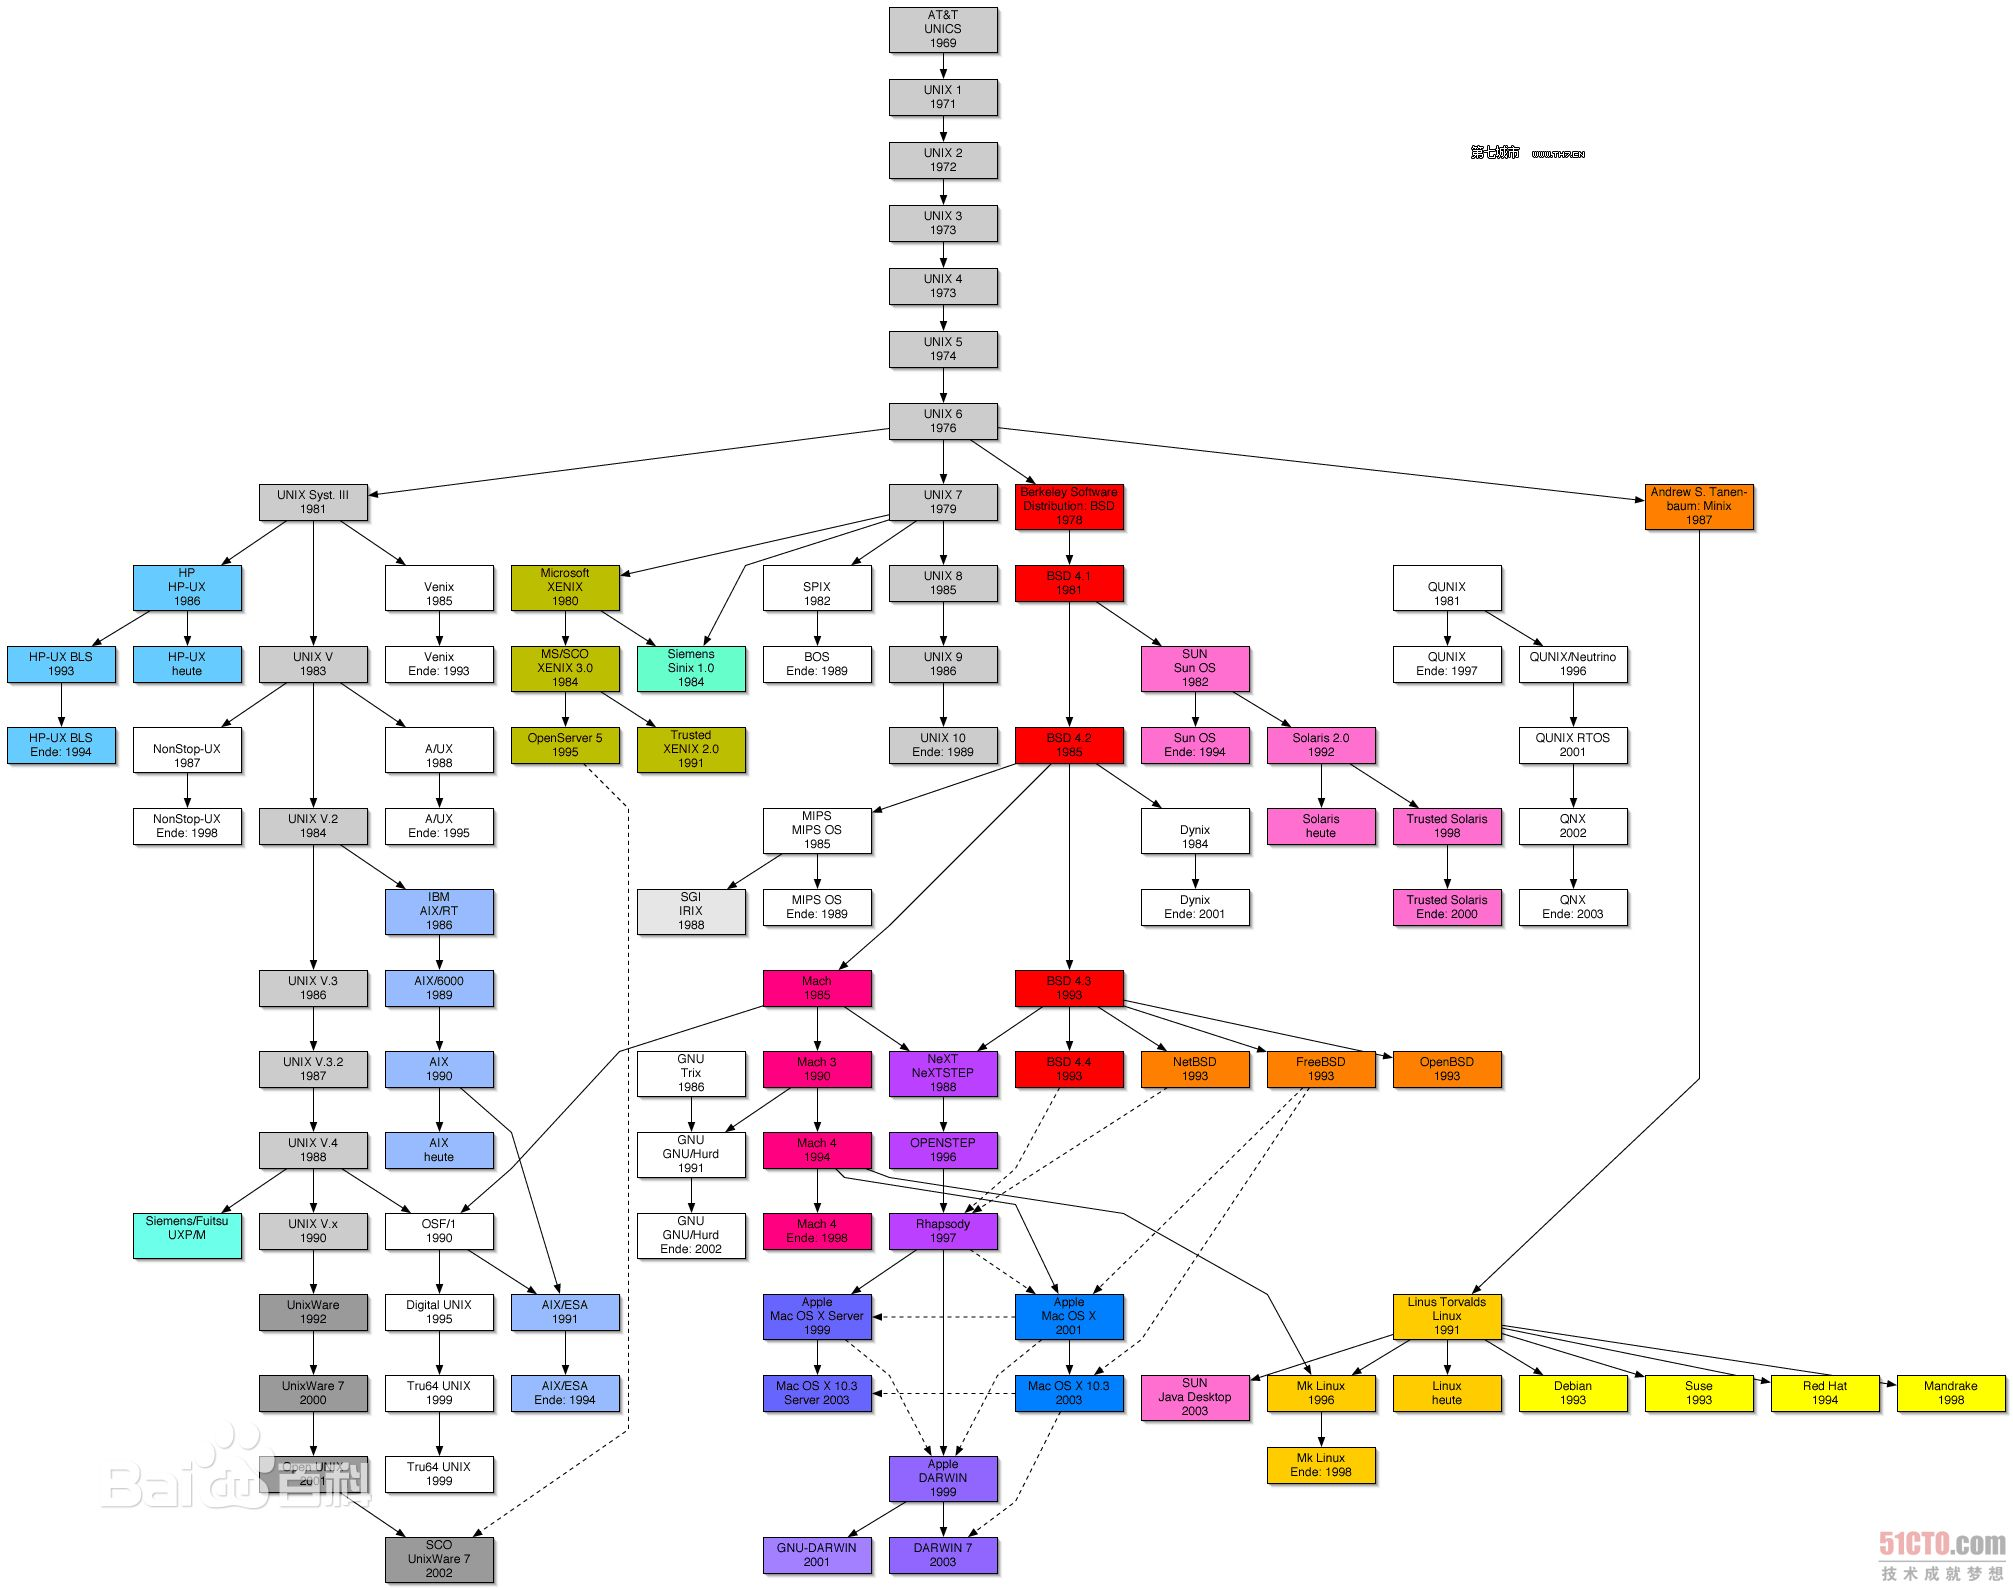 AT&T
UNICS
1969
UNIX 1
1971
第七城市 WWW.TH7.CN
UNIX 2
1972
UNIX 3
1973
UNIX 4
1973
UNIX 5
1974
UNIX 6
1976
UNIX Syst. III
1981
UNIX 7
1979
Berkeley Software
Distribution: BSD
1978
Andrew S. Tanen-
baum: Minix
1987
HP
HP-UX
1986
Venix
1985
Microsoft
XENIX
1980
SPIX
1982
UNIX 8
1985
BSD 4.1
1981
QUNIX
1981
HP-UX BLS
1993
HP-UX
heute
UNIX V
1983
Venix
Ende: 1993
MS/SCO
XENIX 3.0
1984
Siemens
Sinix 1.0
1984
BOS
Ende: 1989
UNIX 9
1986
SUN
Sun OS
1982
QUNIX
Ende: 1997
QUNIX/Neutrino
1996
HP-UX BLS
Ende: 1994
NonStop-UX
1987
A/UX
1988
OpenServer 5
1995
Trusted
XENIX 2.0
1991
UNIX 10
Ende: 1989
BSD 4.2
1985
Sun OS
Ende: 1994
Solaris 2.0
1992
QUNIX RTOS
2001
NonStop-UX
Ende: 1998
UNIX V.2
1984
A/UX
Ende: 1995
MIPS
MIPS OS
1985
Dynix
1984
Solaris
heute
Trusted Solaris
1998
QNX
2002
IBM
AIX/RT
1986
SGI
IRIX
1988
MIPS OS
Ende: 1989
Dynix
Ende: 2001
Trusted Solaris
Ende: 2000
QNX
Ende: 2003
UNIX V.3
1986
AIX/6000
1989
Mach
1985
BSD 4.3
1993
UNIX V.3.2
1987
AIX
1990
GNU
Trix
1986
Mach 3
1990
NeXT
NeXTSTEP
1988
BSD 4.4
1993
NetBSD
1993
FreeBSD
1993
OpenBSD
1993
UNIX V.4
1988
AIX
heute
GNU
GNU/Hurd
1991
Mach 4
1994
OPENSTEP
1996
Siemens/Fuitsu
UXP/M
UNIX V.x
1990
OSF/1
1990
GNU
GNU/Hurd
Ende: 2002
Mach 4
Ende: 1998
Rhapsody
1997
UnixWare
1992
Digital UNIX
1995
AIX/ESA
1991
Apple
Mac OS X Server
1999
Apple
Mac OS X
2001
Linus Torvalds
Linux
1991
UnixWare 7
2000
Tru64 UNIX
1999
AIX/ESA
Ende: 1994
Mac OS X 10.3
Server 2003
Mac OS X 10.3
2003
SUN
Java Desktop
2003
Mk Linux
1996
Linux
heute
Debian
1993
Suse
1993
Red Hat
1994
Mandrake
1998
Open UNIX
2001
Tru64 UNIX
1999
Apple
DARWIN
1999
Mk Linux
Ende: 1998
Bai 百科
SCO
UnixWare 7
2002
GNU-DARWIN
2001
DARWIN 7
2003
51CTO.com
技术成就梦想